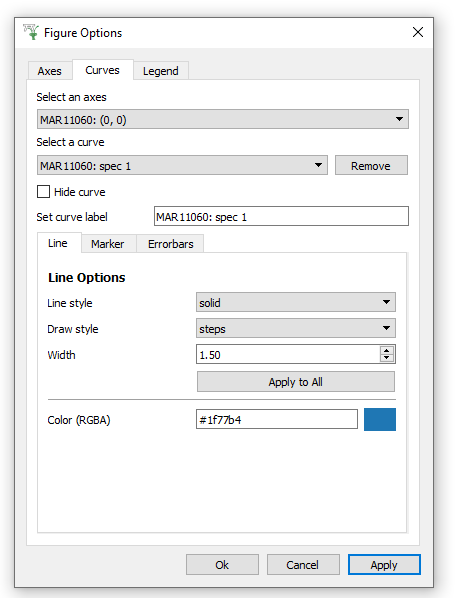 Figure Options
Axes Curves Legend
Select an axes
MAR11060: (0, 0)
Select a curve
MAR11060: spec 1 Remove
Hide curve
Set curve label MAR11060: spec 1
Line Marker Errorbars
Line Options
Line style solid
Draw style steps
Width 1.50
Apply to All
Color (RGBA) #1f77b4
Ok Cancel Apply